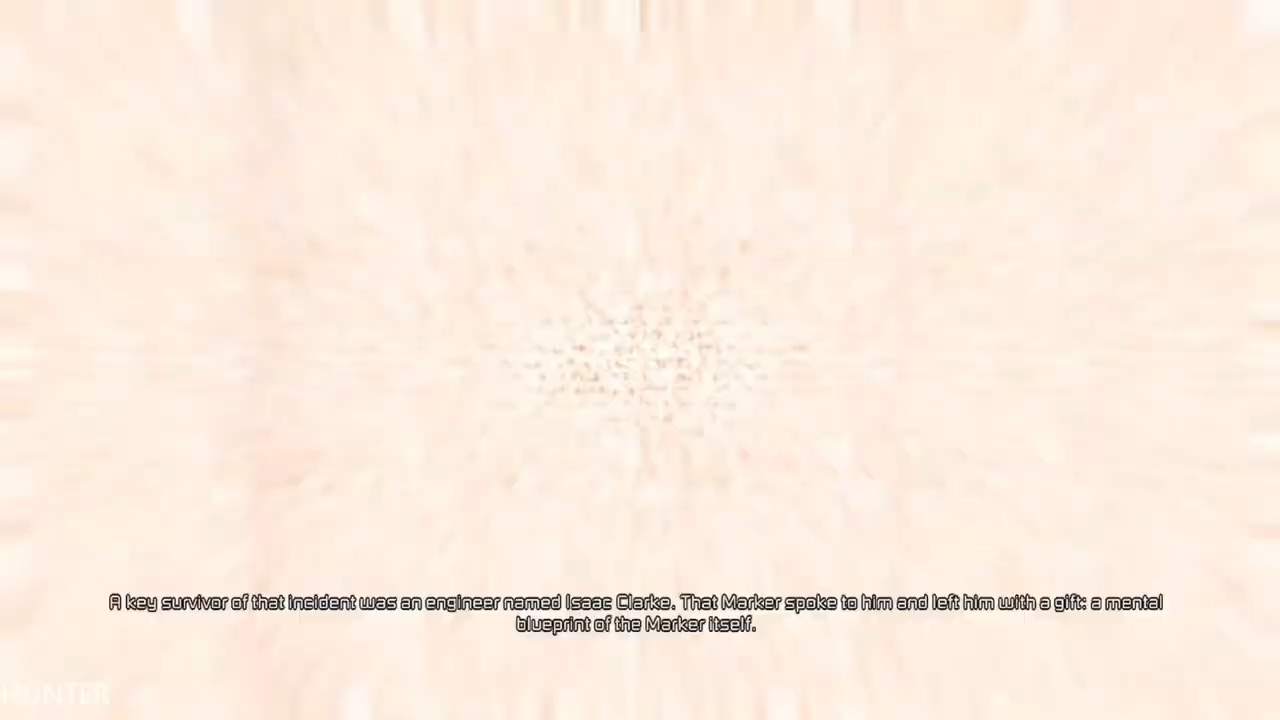 A key survivor of that incident was an engineer named Isaac Clarke. That Marker spoke to him and left him with a gift: a mental
blueprint of the Marker itself.
HUNTER